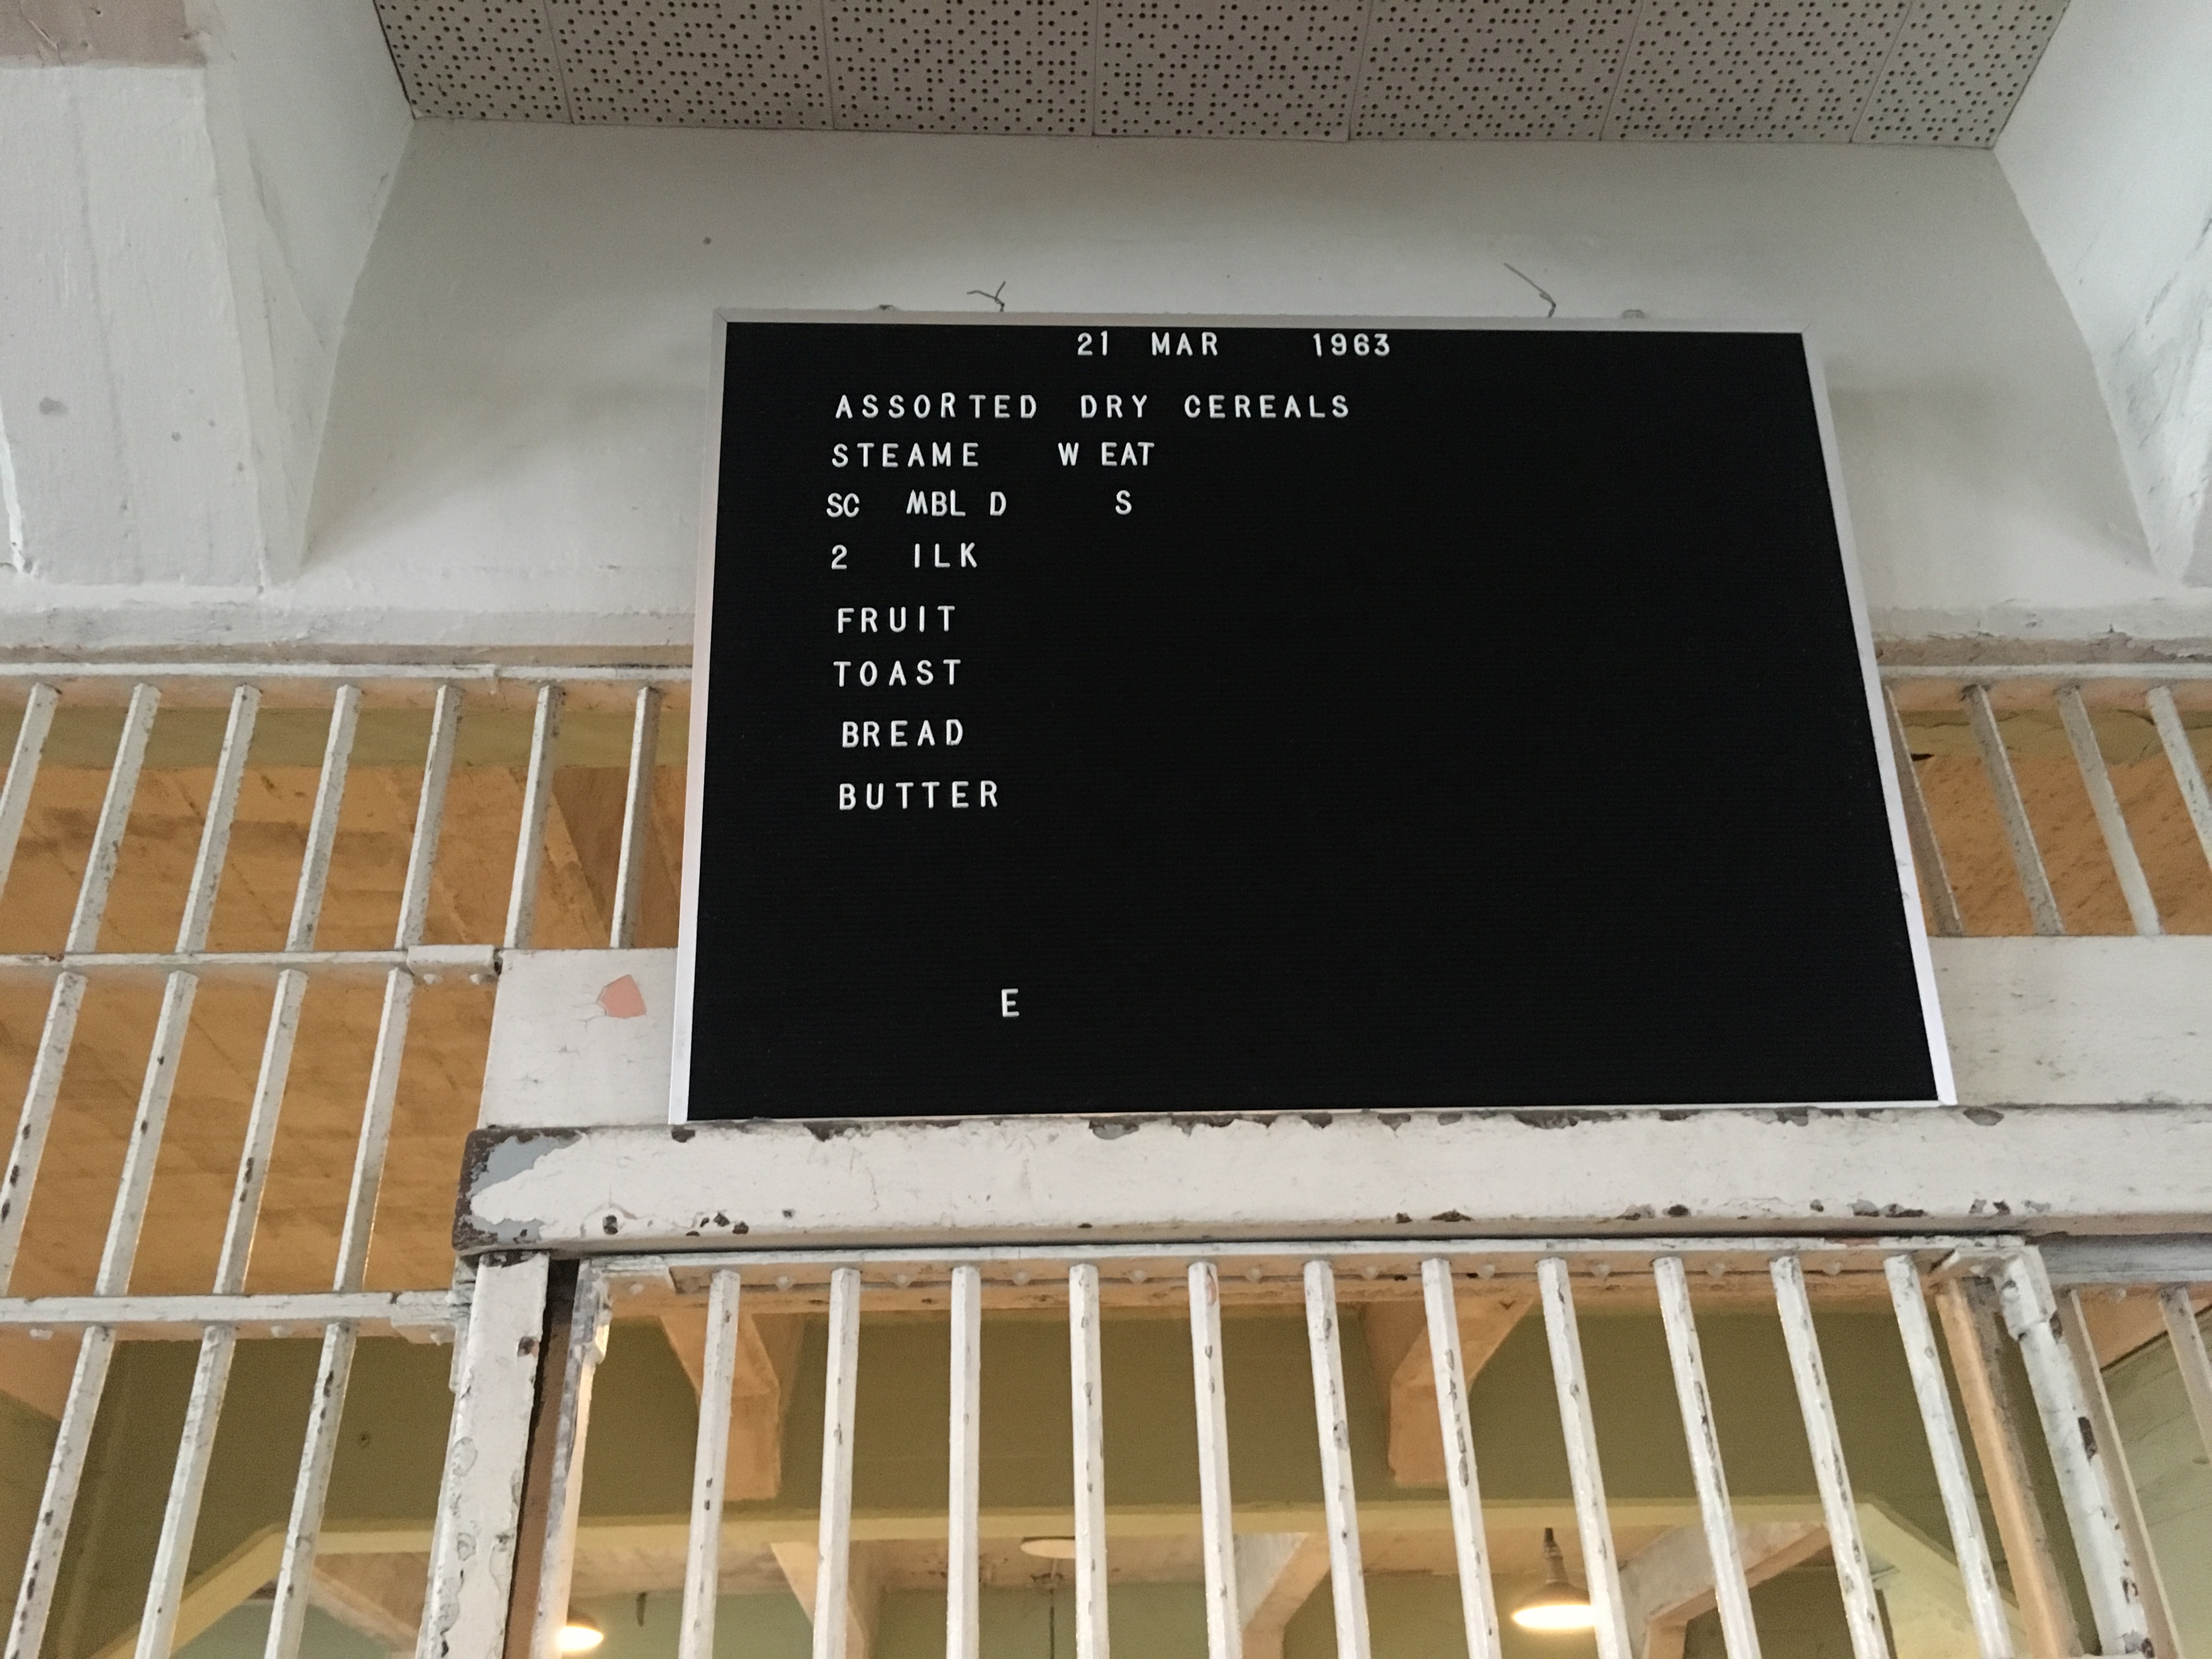 21 MAR 1963
ASSORTED DRY CEREALS
STEAME W EAT
SC MBL D S
2 ILK
FRUIT
TOAST
BREAD
BUTTER
E